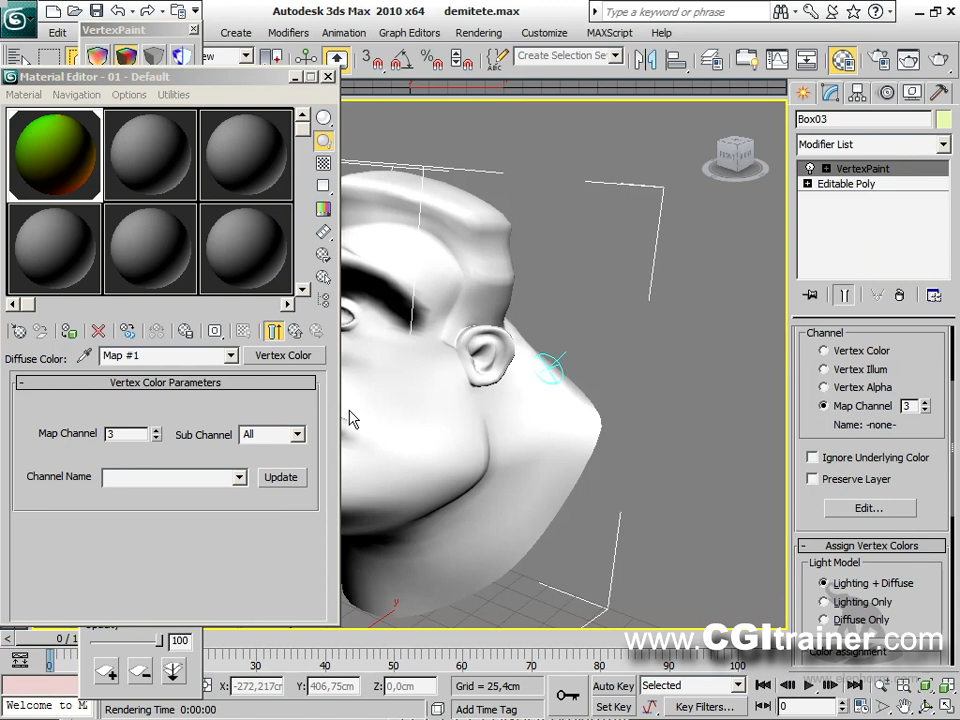 Autodesk 3ds Max 2010 x64 demitete.max
Type a keyword or phrase
Edit
VertexPaint
Create
Modifiers
Animation
Graph Editors
Rendering
Customize
MAXScript
Help
ew
3
Create Selection Se
Material Editor - 01 - Default
Material
Navigation
Options
Utilities
Diffuse Color:
Map #1
Vertex Color
Vertex Color Parameters
Map Channel
3
Sub Channel
All
Channel Name
Update
Box03
Modifier List
VertexPaint
Editable Poly
Channel:
Vertex Color
Vertex Illum
Vertex Alpha
Map Channel
3
Name: -none-
Ignore Underlying Color
Preserve Layer
Edit...
Assign Vertex Colors
Light Model
Lighting + Diffuse
Lighting Only
Diffuse Only
Color assignment
www.CGItrainer.com
y
0 / 1
100
0
30
40
50
60
70
80
90
100
X: -272,217c
Y: 406,75cm
Z: 0,0cm
Grid = 25,4cm
Auto Key
Selected
Welcome to M
Rendering Time 0:00:00
Add Time Tag
Set Key
Key Filters...
0